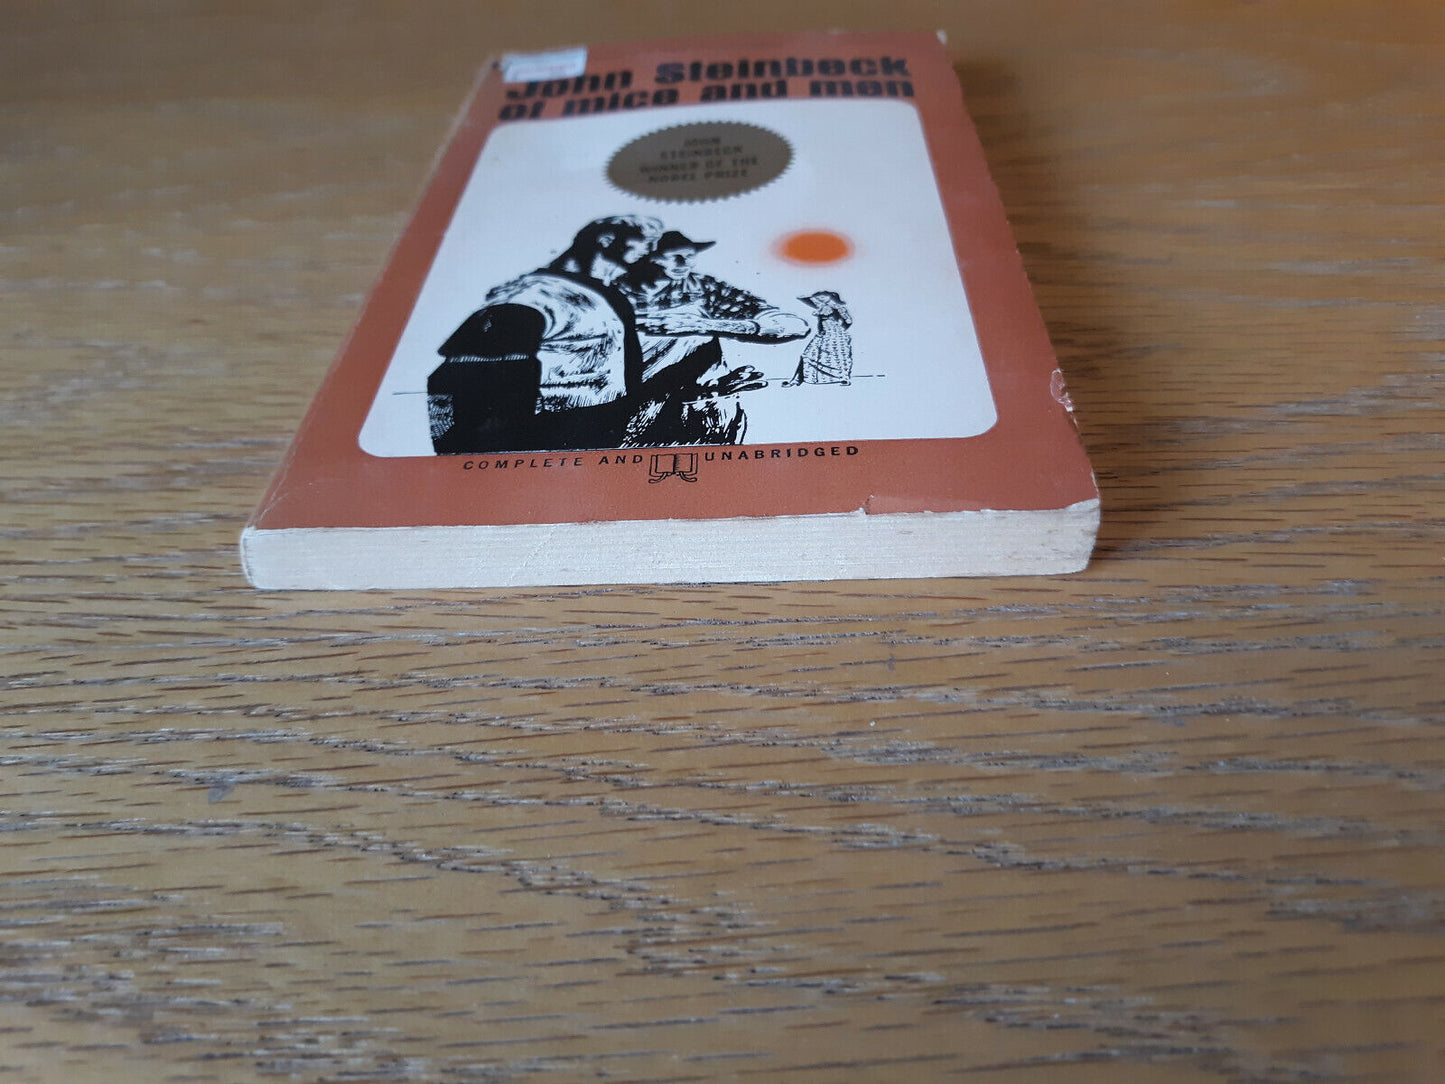 John Steinbeck
of mice and men
JOHN
STEINBECK
WINNER OF THE
NOBEL PRIZE
COMPLETE AND UNABRIDGED